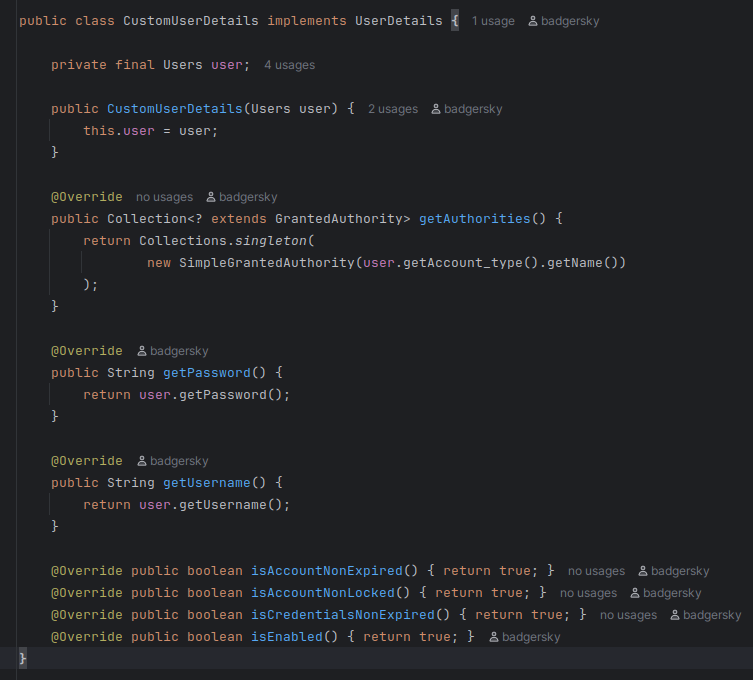 public class CustomUserDetails implements UserDetails { 1 usage badgersky
private final Users user; 4 usages
public CustomUserDetails(Users user) { 2 usages badgersky
this.user = user;
}
@Override no usages badgersky
public Collection<? extends GrantedAuthority> getAuthorities() {
return Collections.singleton(
new SimpleGrantedAuthority(user.getAccount_type().getName())
);
}
@Override badgersky
public String getPassword() {
return user.getPassword();
}
@Override badgersky
public String getUsername() {
return user.getUsername();
}
@Override public boolean isAccountNonExpired() { return true; } no usages badgersky
@Override public boolean isAccountNonLocked() { return true; } no usages badgersky
@Override public boolean isCredentialsNonExpired() { return true; } no usages badgersky
@Override public boolean isEnabled() { return true; } badgersky
}